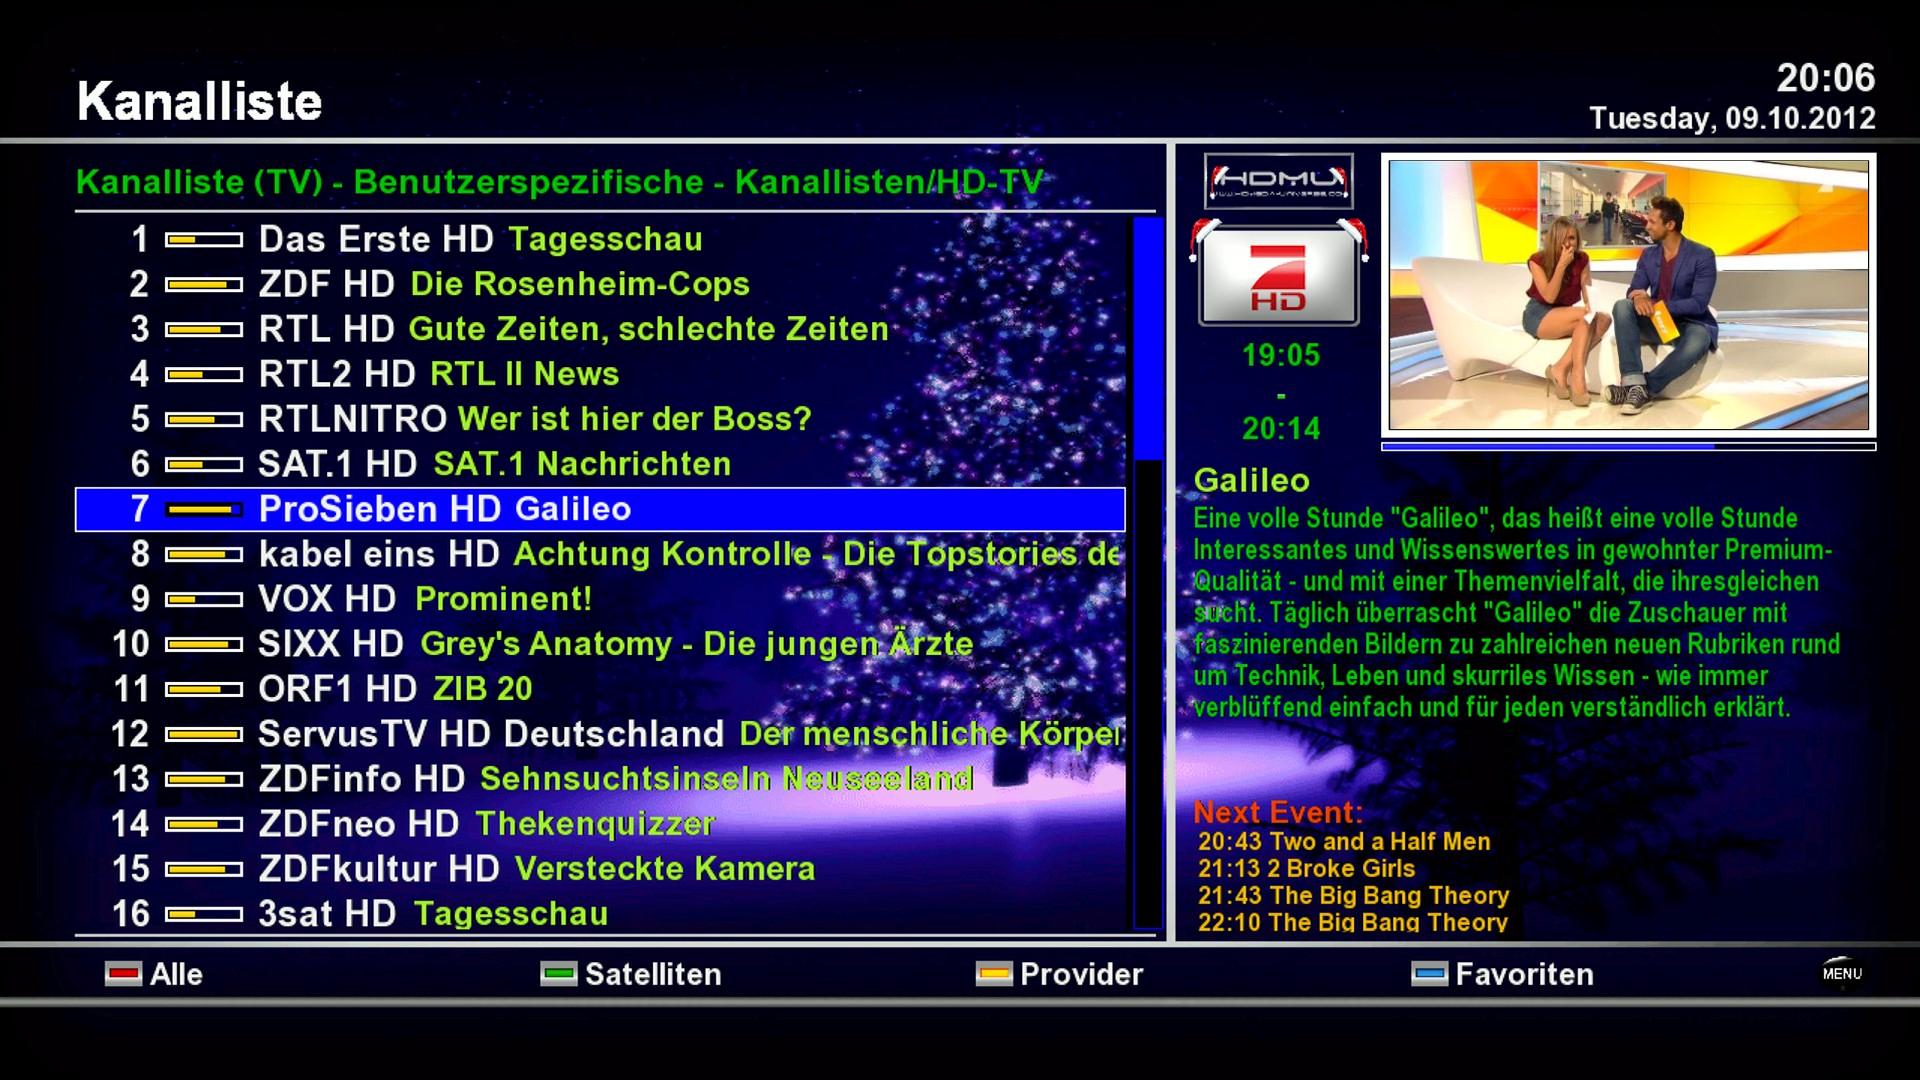 Kanalliste
20:06
Tuesday, 09.10.2012
Kanalliste (TV) - Benutzerspezifische - Kanallisten/HD-TV
1 Das Erste HD Tagesschau
2 ZDF HD Die Rosenheim-Cops
3 RTL HD Gute Zeiten, schlechte Zeiten
4 RTL2 HD RTL II News
5 RTLNITRO Wer ist hier der Boss?
6 SAT.1 HD SAT.1 Nachrichten
7 ProSieben HD Galileo
8 kabel eins HD Achtung Kontrolle - Die Topstories de
9 VOX HD Prominent!
10 SIXX HD Grey's Anatomy - Die jungen Ärzte
11 ORF1 HD ZIB 20
12 ServusTV HD Deutschland Der menschliche Körper
13 ZDFinfo HD Sehnsuchtsinseln Neuseeland
14 ZDFneo HD Thekenquizzer
15 ZDFkultur HD Versteckte Kamera
16 3sat HD Tagesschau
HDMU
7
HD
19:05
-
20:14
Galileo
Eine volle Stunde "Galileo", das heißt eine volle Stunde
Interessantes und Wissenswertes in gewohnter Premium-
Qualität - und mit einer Themenvielfalt, die ihresgleichen
sucht. Täglich überrascht "Galileo" die Zuschauer mit
faszinierenden Bildern zu zahlreichen neuen Rubriken rund
um Technik, Leben und skurriles Wissen - wie immer
verblüffend einfach und für jeden verständlich erklärt.
Next Event:
20:43 Two and a Half Men
21:13 2 Broke Girls
21:43 The Big Bang Theory
22:10 The Big Bang Theory
Alle
Satelliten
Provider
Favoriten
MENU